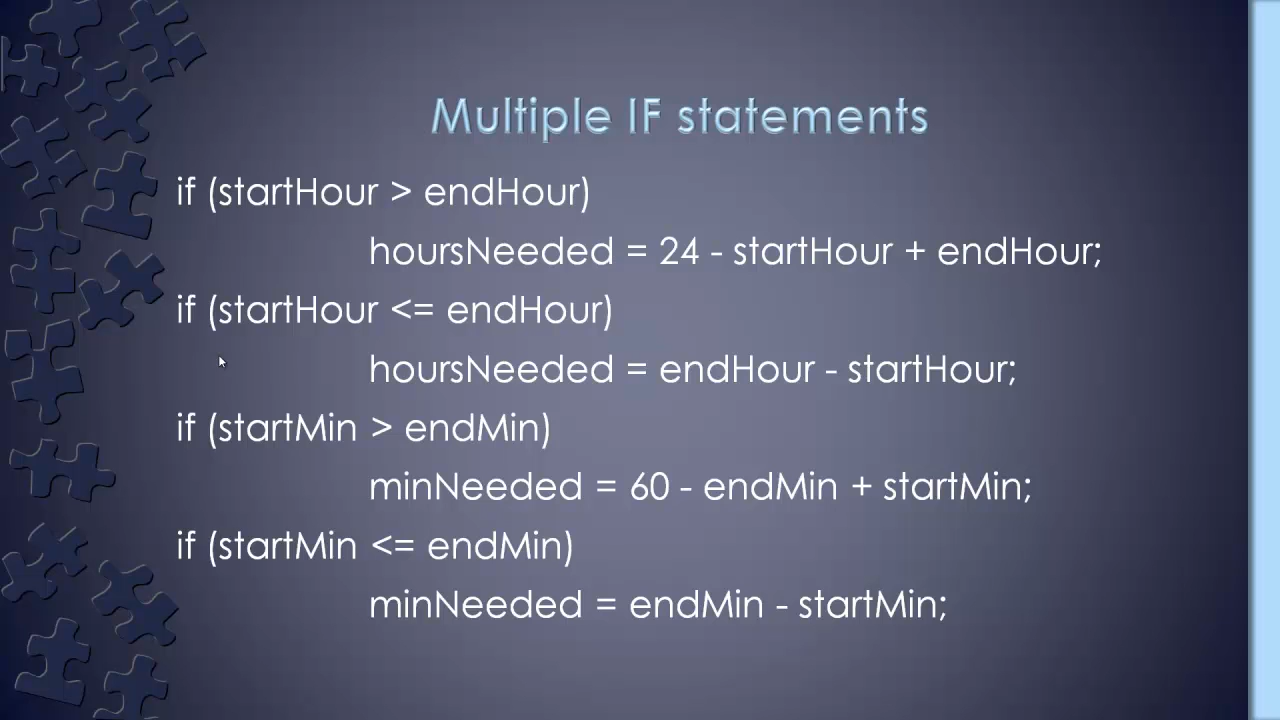 Multiple IF statements
if (startHour > endHour)
hoursNeeded = 24 - startHour + endHour;
if (startHour <= endHour)
hoursNeeded = endHour - startHour;
if (startMin > endMin)
minNeeded = 60 - endMin + startMin;
if (startMin <= endMin)
minNeeded = endMin - startMin;